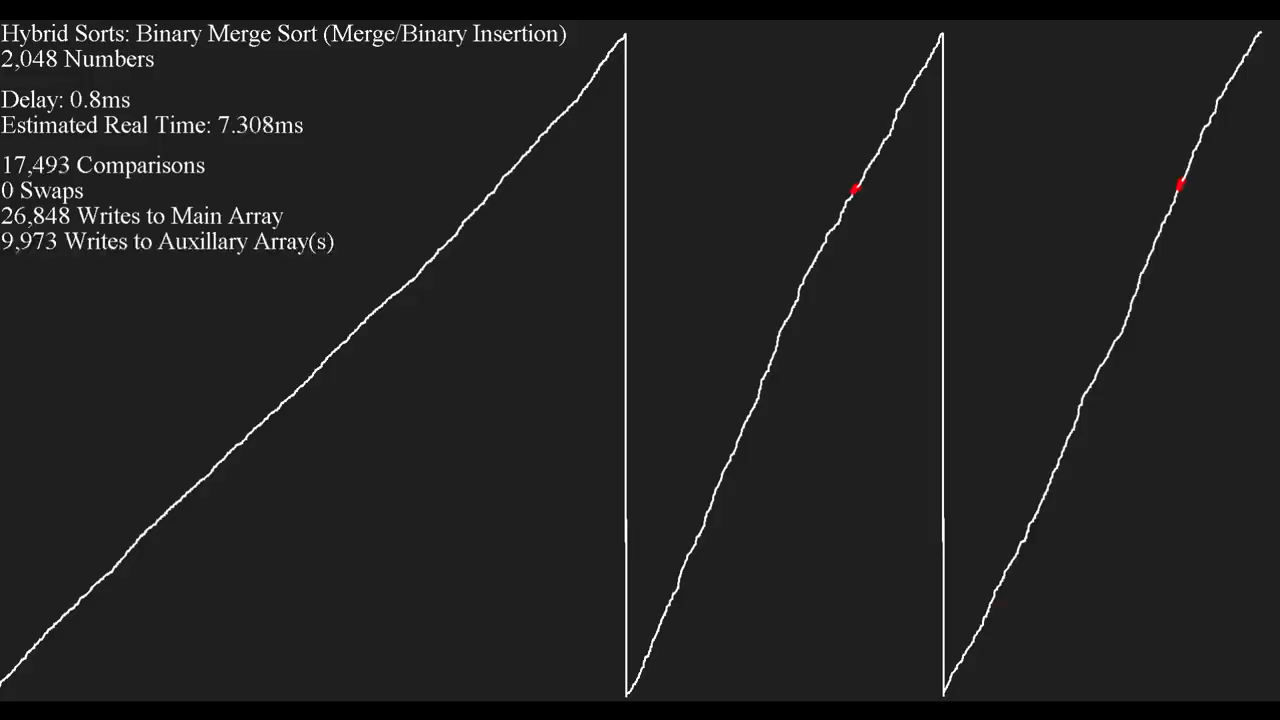 Hybrid Sorts: Binary Merge Sort (Merge/Binary Insertion)
2,048 Numbers
Delay: 0.8ms
Estimated Real Time: 7.308ms
17,493 Comparisons
0 Swaps
26,848 Writes to Main Array
9,973 Writes to Auxillary Array(s)